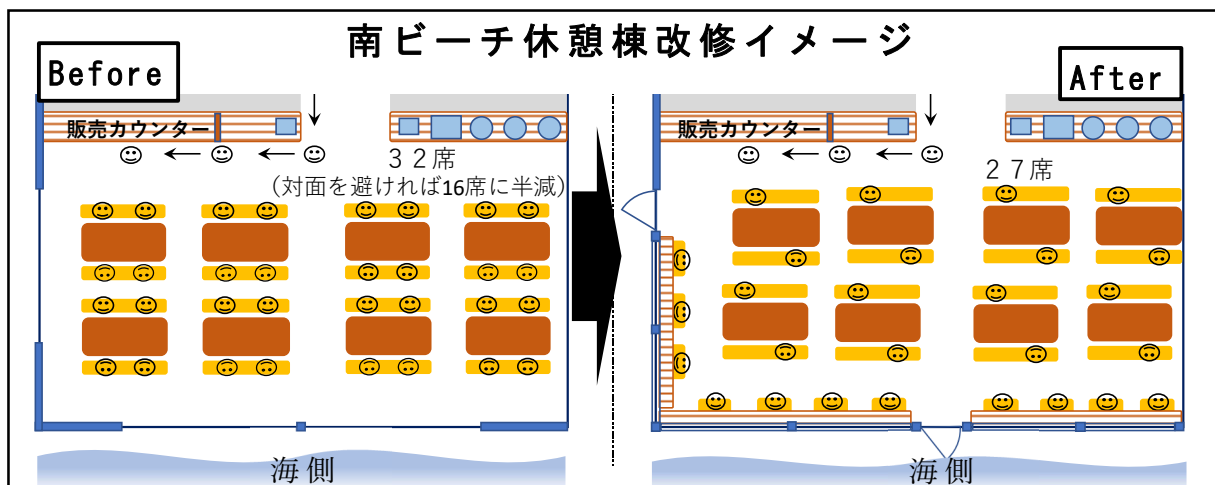 南ビーチ休憩棟改修イメージ
Before
販売カウンター
３２席
(対面を避ければ16席に半減)
海側
After
販売カウンター
２７席
海側